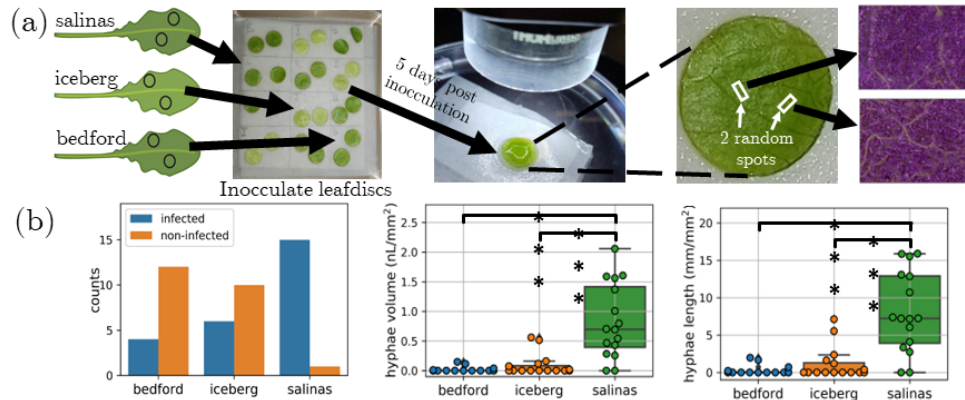 (a)
salinas
iceberg
bedford
Inocculate leafdiscs
5 days post
inoculation
2 random
spots
(b)
infected
non-infected
counts
15
10
5
0
bedford iceberg salinas
hyphae volume (nL/mm²)
2.0
1.5
1.0
0.5
0.0
* * *
* * *
bedford iceberg salinas
hyphae length (mm/mm²)
20
15
10
5
0
* * *
* * *
bedford iceberg salinas